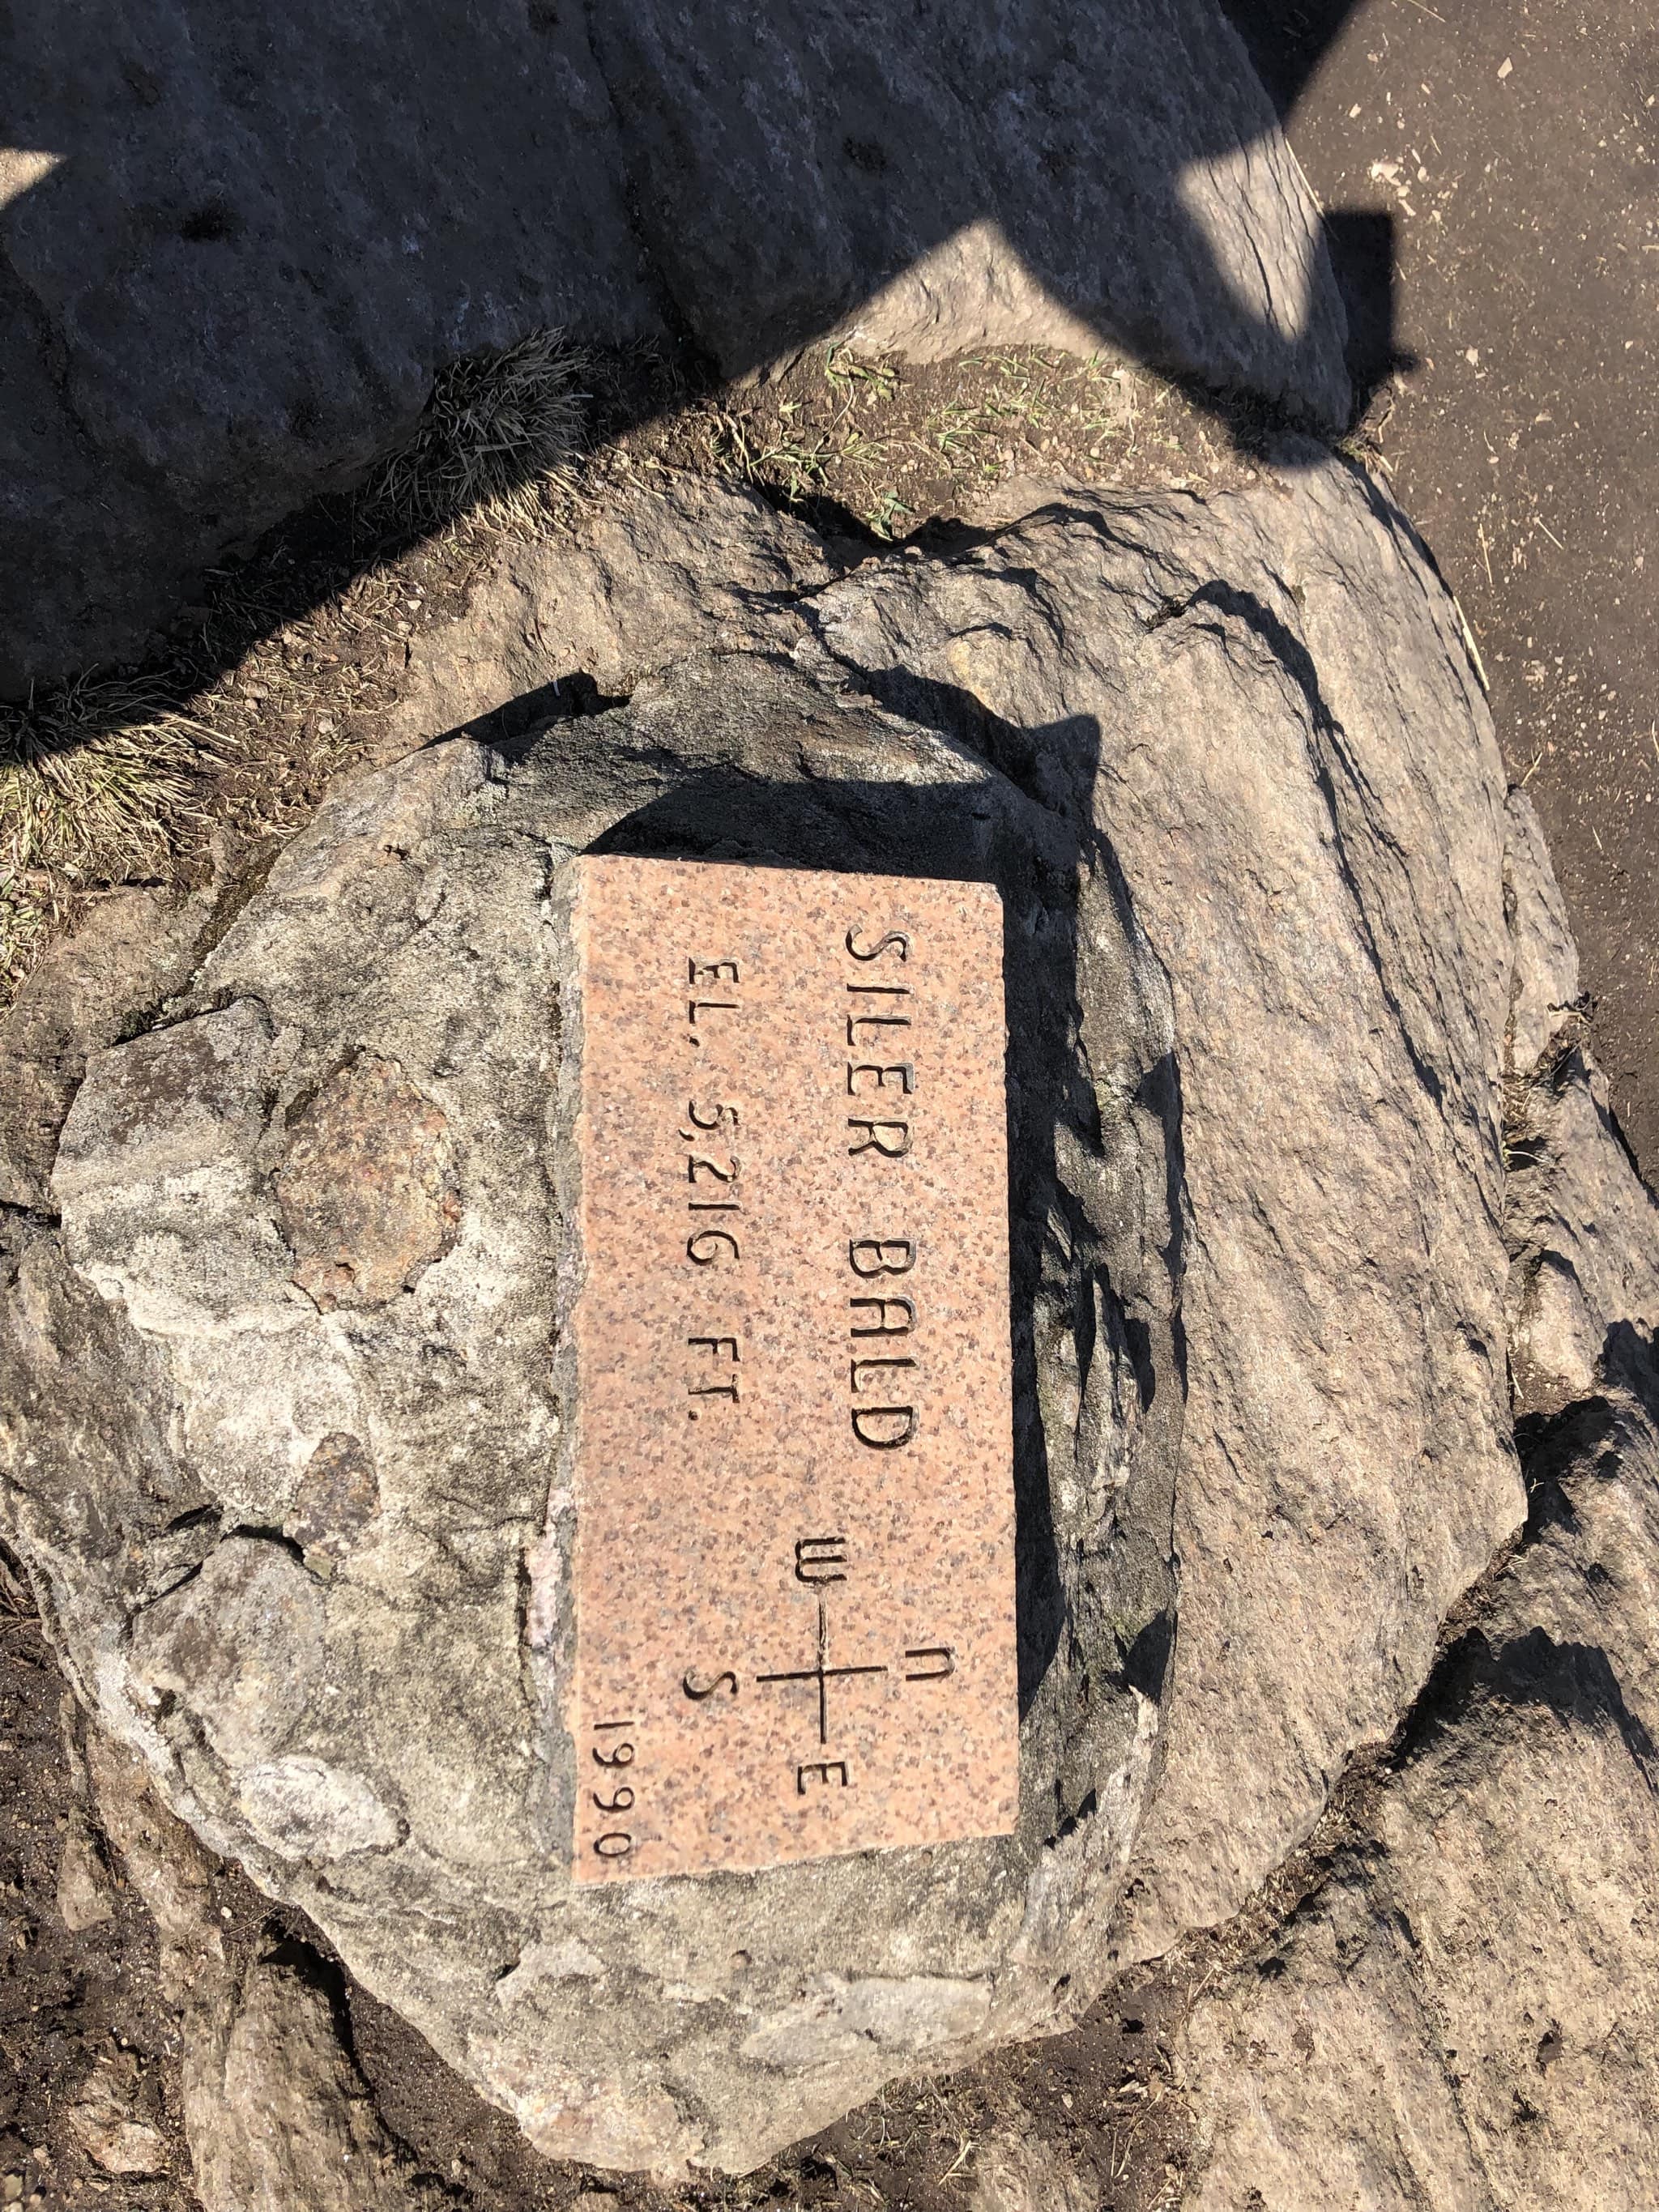 SILER BALD
EL. 5,216 FT.
n
W E
S
1990